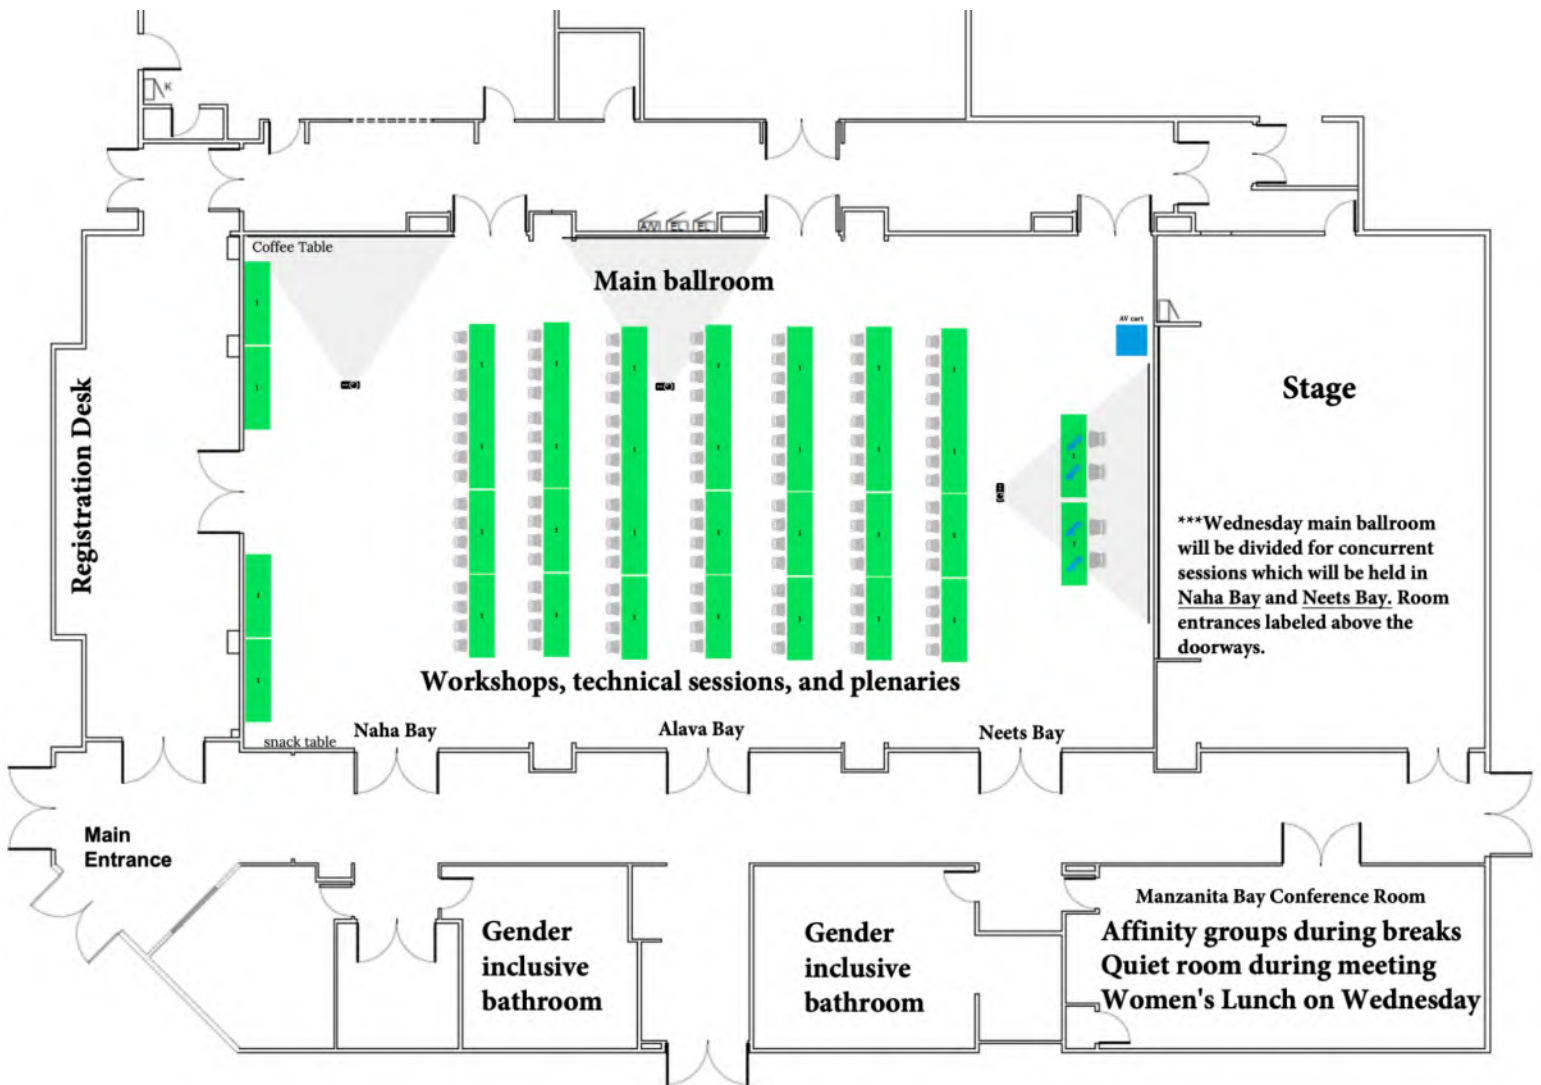 K
A/V
EL
EL
Coffee Table
Main ballroom
AV cart
Registration Desk
Stage
***Wednesday main ballroom
will be divided for concurrent
sessions which will be held in
Naha Bay and Neets Bay. Room
entrances labeled above the
doorways.
Workshops, technical sessions, and plenaries
snack table
Naha Bay
Alava Bay
Neets Bay
Main
Entrance
Gender
inclusive
bathroom
Gender
inclusive
bathroom
Manzanita Bay Conference Room
Affinity groups during breaks
Quiet room during meeting
Women's Lunch on Wednesday